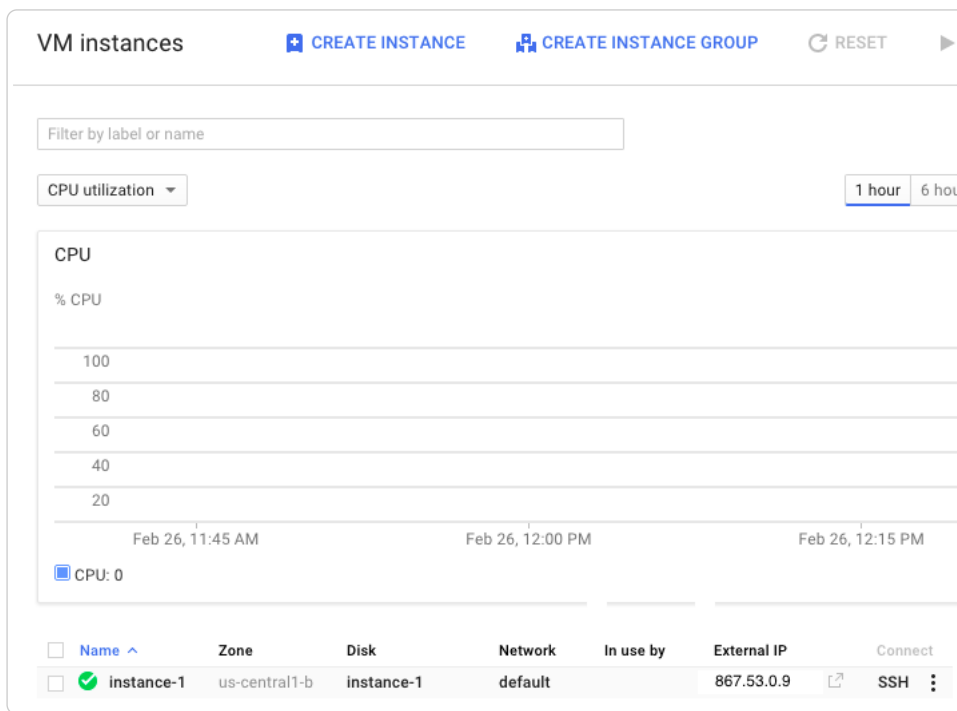 VM instances CREATE INSTANCE CREATE INSTANCE GROUP RESET
Filter by label or name
CPU utilization 1 hour 6 hou
CPU
% CPU
100
80
60
40
20
Feb 26, 11:45 AM Feb 26, 12:00 PM Feb 26, 12:15 PM
CPU: 0
Name Zone Disk Network In use by External IP Connect
instance-1 us-central1-b instance-1 default 867.53.0.9 SSH